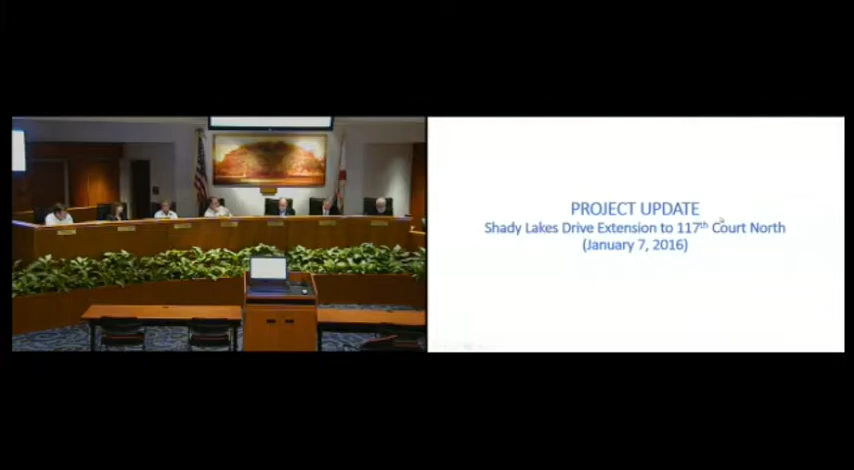 PROJECT UPDATE
Shady Lakes Drive Extension to 117th Court North
(January 7, 2016)